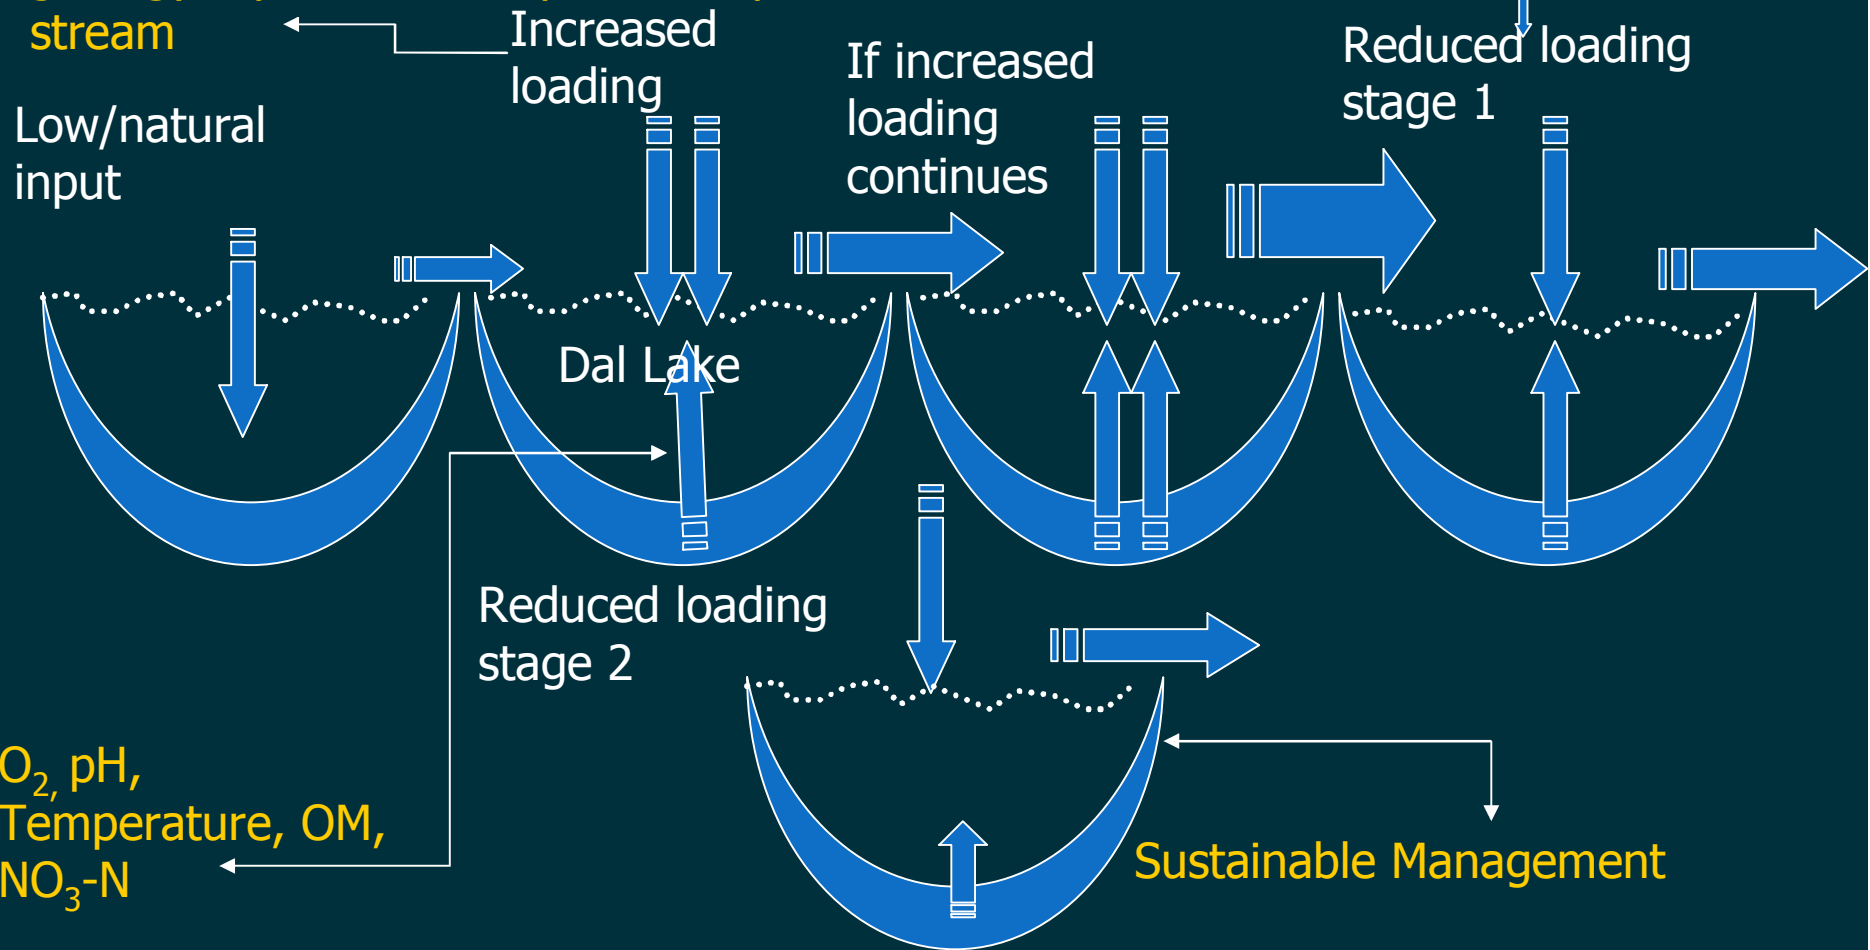 stream
Increased
loading
If increased
loading
continues
Reduced loading
stage 1
Low/natural
input
Dal Lake
Reduced loading
stage 2
O2, pH,
Temperature, OM,
NO3-N
Sustainable Management